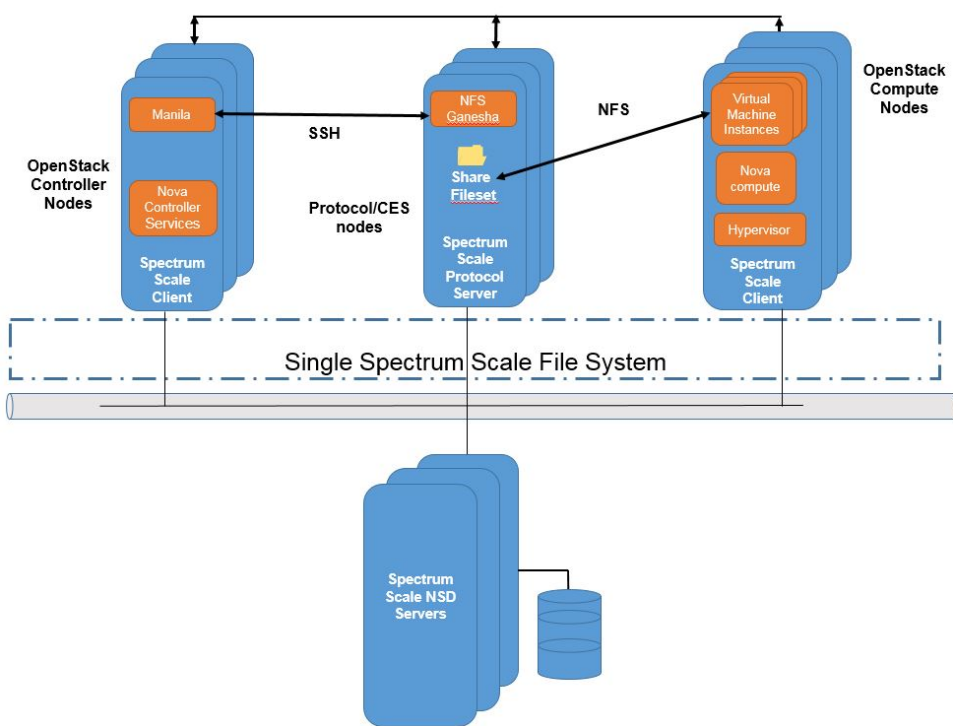 OpenStack
Controller
Nodes
Manila
Nova
Controller
Services
Spectrum
Scale
Client
SSH
Protocol/CES
nodes
NFS
Ganesha
Share
Fileset
Spectrum
Scale
Protocol
Server
NFS
Virtual
Machine
Instances
Nova
compute
Hypervisor
Spectrum
Scale
Client
OpenStack
Compute
Nodes
Single Spectrum Scale File System
Spectrum
Scale NSD
Servers